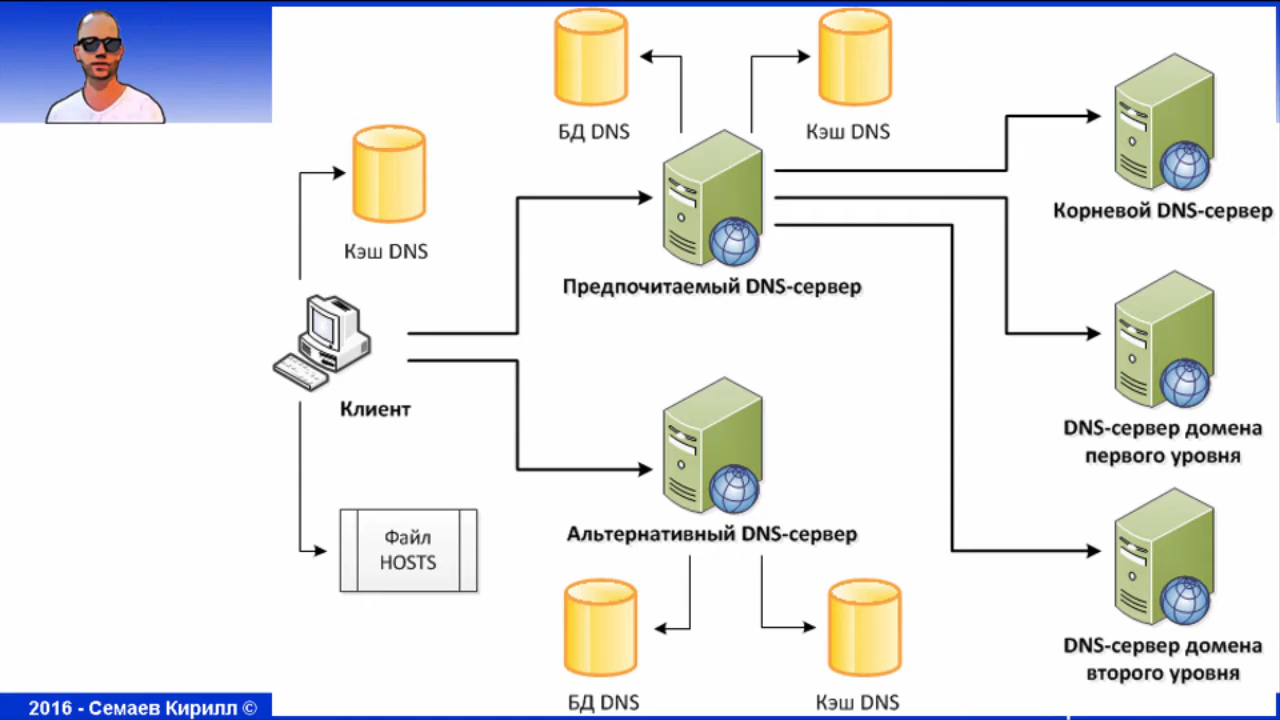 БД DNS
Кэш DNS
Кэш DNS
Корневой DNS-сервер
Предпочитаемый DNS-сервер
Клиент
DNS-сервер домена
первого уровня
Файл
HOSTS
Альтернативный DNS-сервер
DNS-сервер домена
второго уровня
БД DNS
Кэш DNS
2016 - Семаев Кирилл ©